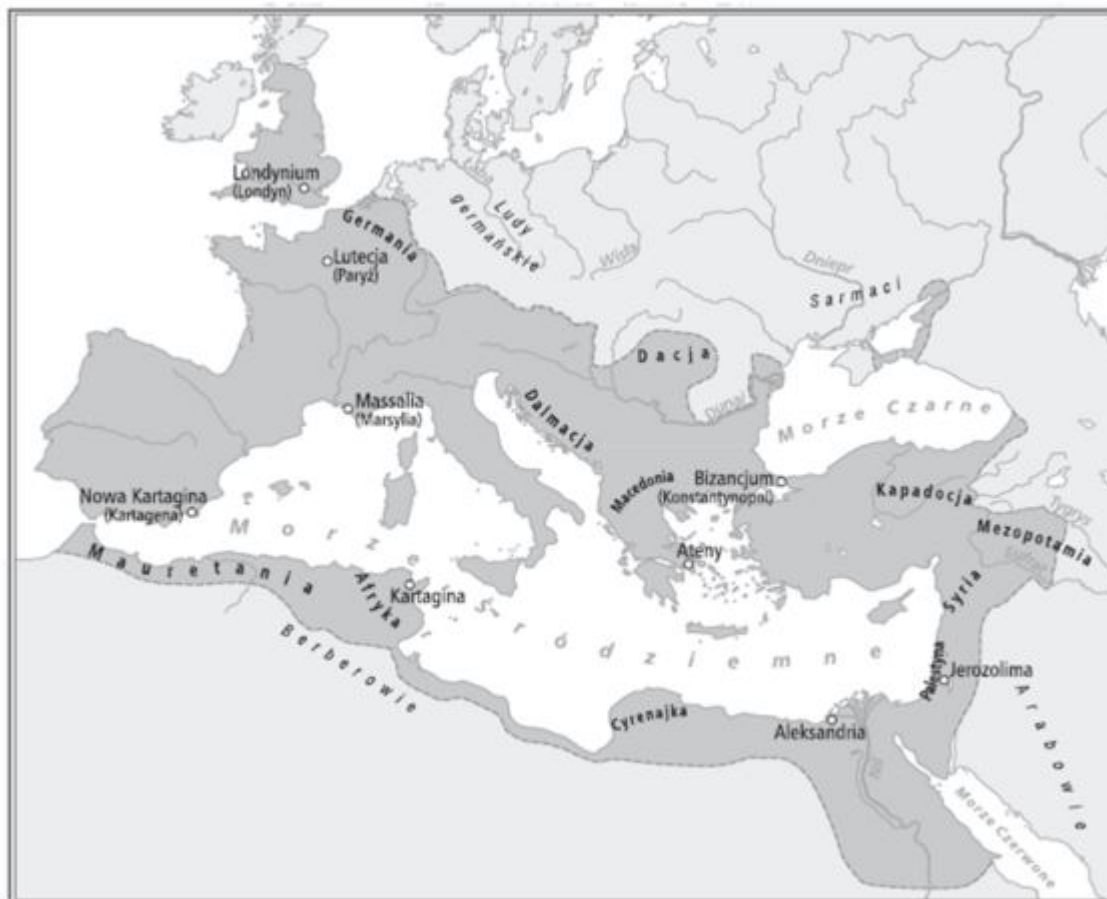 Londynium
(Londyn)
Germania
Ludy
germańskie
Lutecja
(Paryż)
Wisła
Dniepr
Sarmaci
Dacja
Dunaj
Massalia
(Marsylia)
Dalmacja
Morze Czarne
Nowa Kartagina
(Kartagena)
Macedonia
Bizancjum
(Konstantynopol)
Kapadocja
Tygrys
Mezopotamia
Eufrat
Morze Śródziemne
Mauretania
Afryka
Kartagina
Ateny
Syria
Berberowie
Palestyna
Jerozolima
Cyrenajka
Aleksandria
Arabowie
Nil
Morze Czerwone